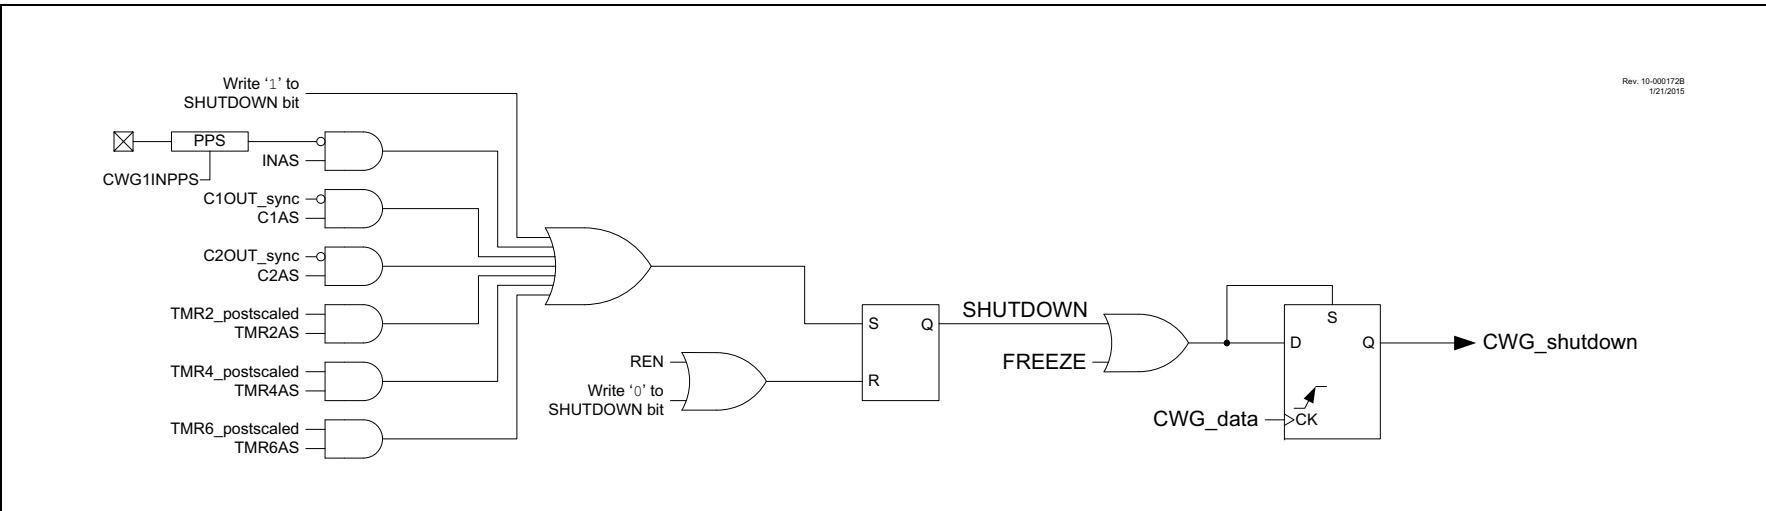 Write ‘1’ to
SHUTDOWN bit
Rev. 10-000172B
1/21/2015
PPS
INAS
CWG1INPPS
C1OUT_sync
C1AS
C2OUT_sync
C2AS
TMR2_postscaled
TMR2AS
TMR4_postscaled
TMR4AS
TMR6_postscaled
TMR6AS
REN
Write ‘0’ to
SHUTDOWN bit
S
Q
R
SHUTDOWN
FREEZE
S
D
Q
CWG_data
CK
CWG_shutdown